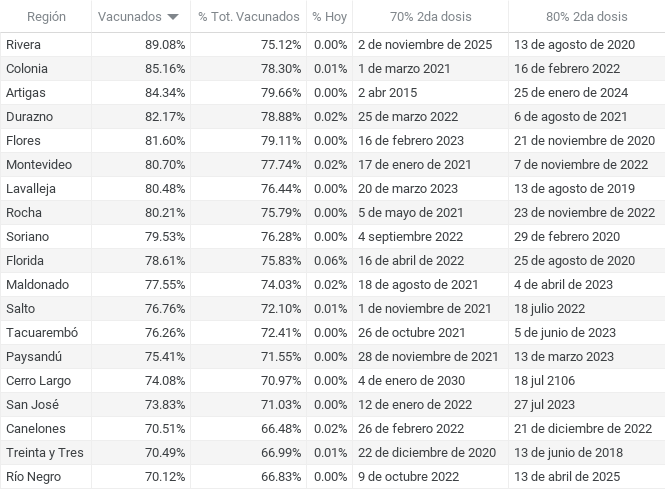 Región Vacunados % Tot. Vacunados % Hoy 70% 2da dosis 80% 2da dosis
Rivera 89.08% 75.12% 0.00% 2 de noviembre de 2025 13 de agosto de 2020
Colonia 85.16% 78.30% 0.01% 1 de marzo 2021 16 de febrero 2022
Artigas 84.34% 79.66% 0.00% 2 abr 2015 25 de enero de 2024
Durazno 82.17% 78.88% 0.02% 25 de marzo 2022 6 de agosto de 2021
Flores 81.60% 79.11% 0.00% 16 de febrero 2023 21 de noviembre de 2020
Montevideo 80.70% 77.74% 0.02% 17 de enero de 2021 7 de noviembre de 2022
Lavalleja 80.48% 76.44% 0.00% 20 de marzo 2023 13 de agosto de 2019
Rocha 80.21% 75.79% 0.00% 5 de mayo de 2021 23 de noviembre de 2022
Soriano 79.53% 76.28% 0.00% 4 septiembre 2022 29 de febrero 2020
Florida 78.61% 75.83% 0.06% 16 de abril de 2022 25 de agosto de 2020
Maldonado 77.55% 74.03% 0.02% 18 de agosto de 2021 4 de abril de 2023
Salto 76.76% 72.10% 0.01% 1 de noviembre de 2021 18 julio 2022
Tacuarembó 76.26% 72.41% 0.00% 26 de octubre 2021 5 de junio de 2023
Paysandú 75.41% 71.55% 0.00% 28 de noviembre de 2021 13 de marzo 2023
Cerro Largo 74.08% 70.97% 0.00% 4 de enero de 2030 18 jul 2106
San José 73.83% 71.03% 0.00% 12 de enero de 2022 27 jul 2023
Canelones 70.51% 66.48% 0.02% 26 de febrero 2022 21 de diciembre de 2022
Treinta y Tres 70.49% 66.99% 0.01% 22 de diciembre de 2020 13 de junio de 2018
Río Negro 70.12% 66.83% 0.00% 9 de octubre 2022 13 de abril de 2025